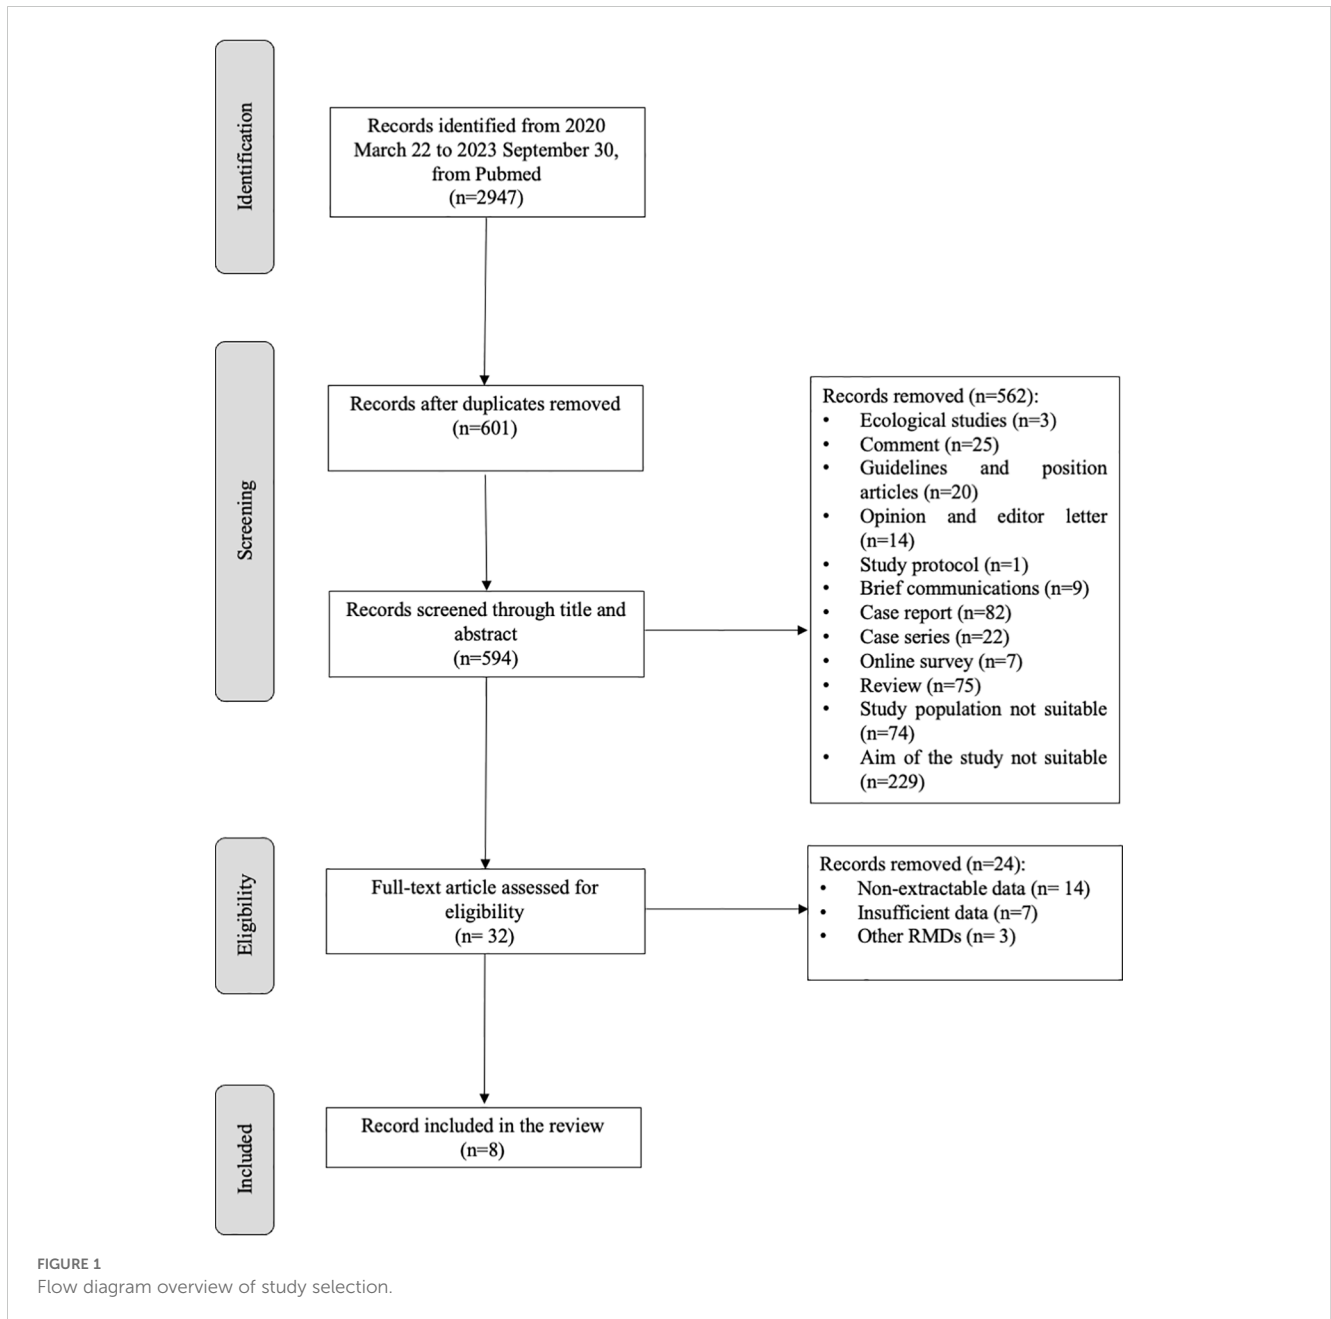 Identification
Records identified from 2020
March 22 to 2023 September 30,
from Pubmed
(n=2947)
Screening
Records after duplicates removed
(n=601)
Records screened through title and
abstract
(n=594)
Records removed (n=562):
• Ecological studies (n=3)
• Comment (n=25)
• Guidelines and position
articles (n=20)
• Opinion and editor letter
(n=14)
• Study protocol (n=1)
• Brief communications (n=9)
• Case report (n=82)
• Case series (n=22)
• Online survey (n=7)
• Review (n=75)
• Study population not suitable
(n=74)
• Aim of the study not suitable
(n=229)
Eligibility
Full-text article assessed for
eligibility
(n= 32)
Records removed (n=24):
• Non-extractable data (n= 14)
• Insufficient data (n=7)
• Other RMDs (n= 3)
Included
Record included in the review
(n=8)
FIGURE 1
Flow diagram overview of study selection.